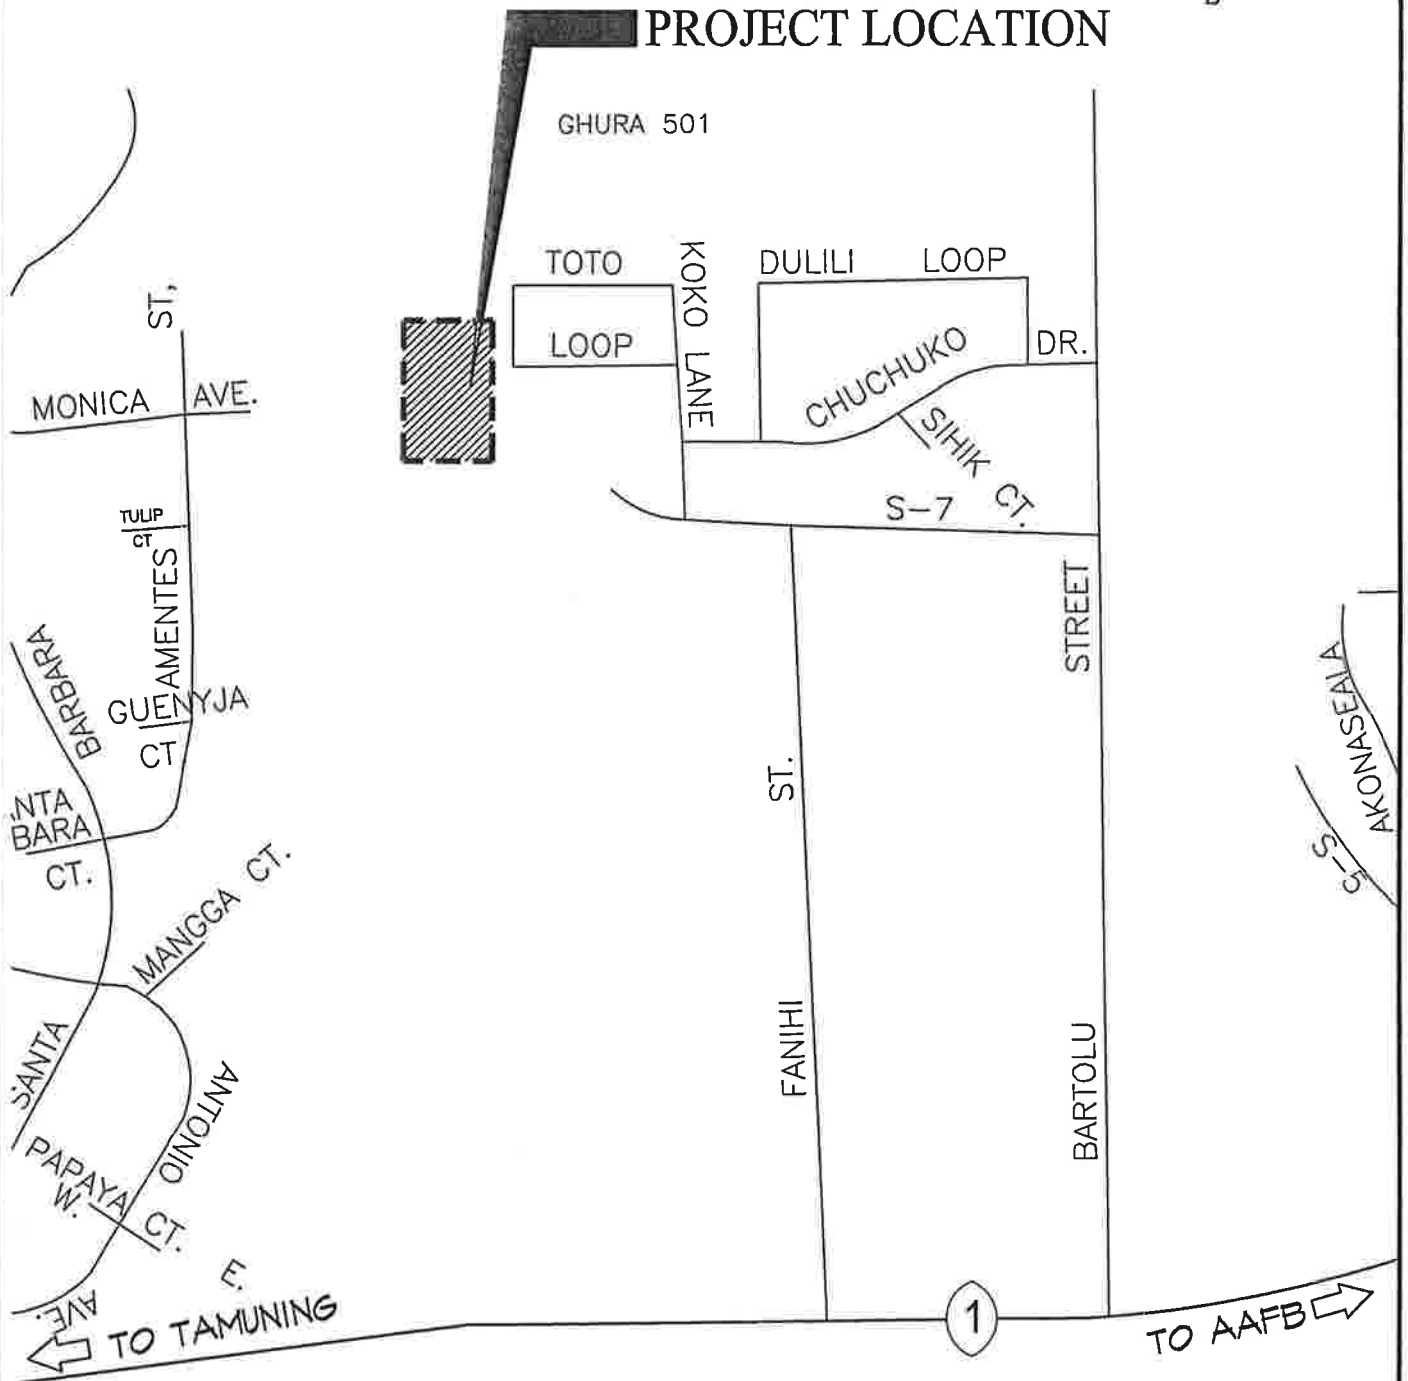 PROJECT LOCATION
GHURA 501
TOTO
LOOP
KOKO LANE
DULILI LOOP
CHUCHUKO DR.
SIHIK CT.
S-7
ST,
MONICA AVE.
TULIP
CT
AMENTES
GUENYJA
CT
BARBARA
NTA
BARA
CT.
MANGGA CT.
SANTA
ANTONIO
PAPAYA
W.
CT.
E.
AVE.
FANIHI ST.
BARTOLU STREET
AKONASEALA
S-5
1
TO TAMUNING
TO AAFB